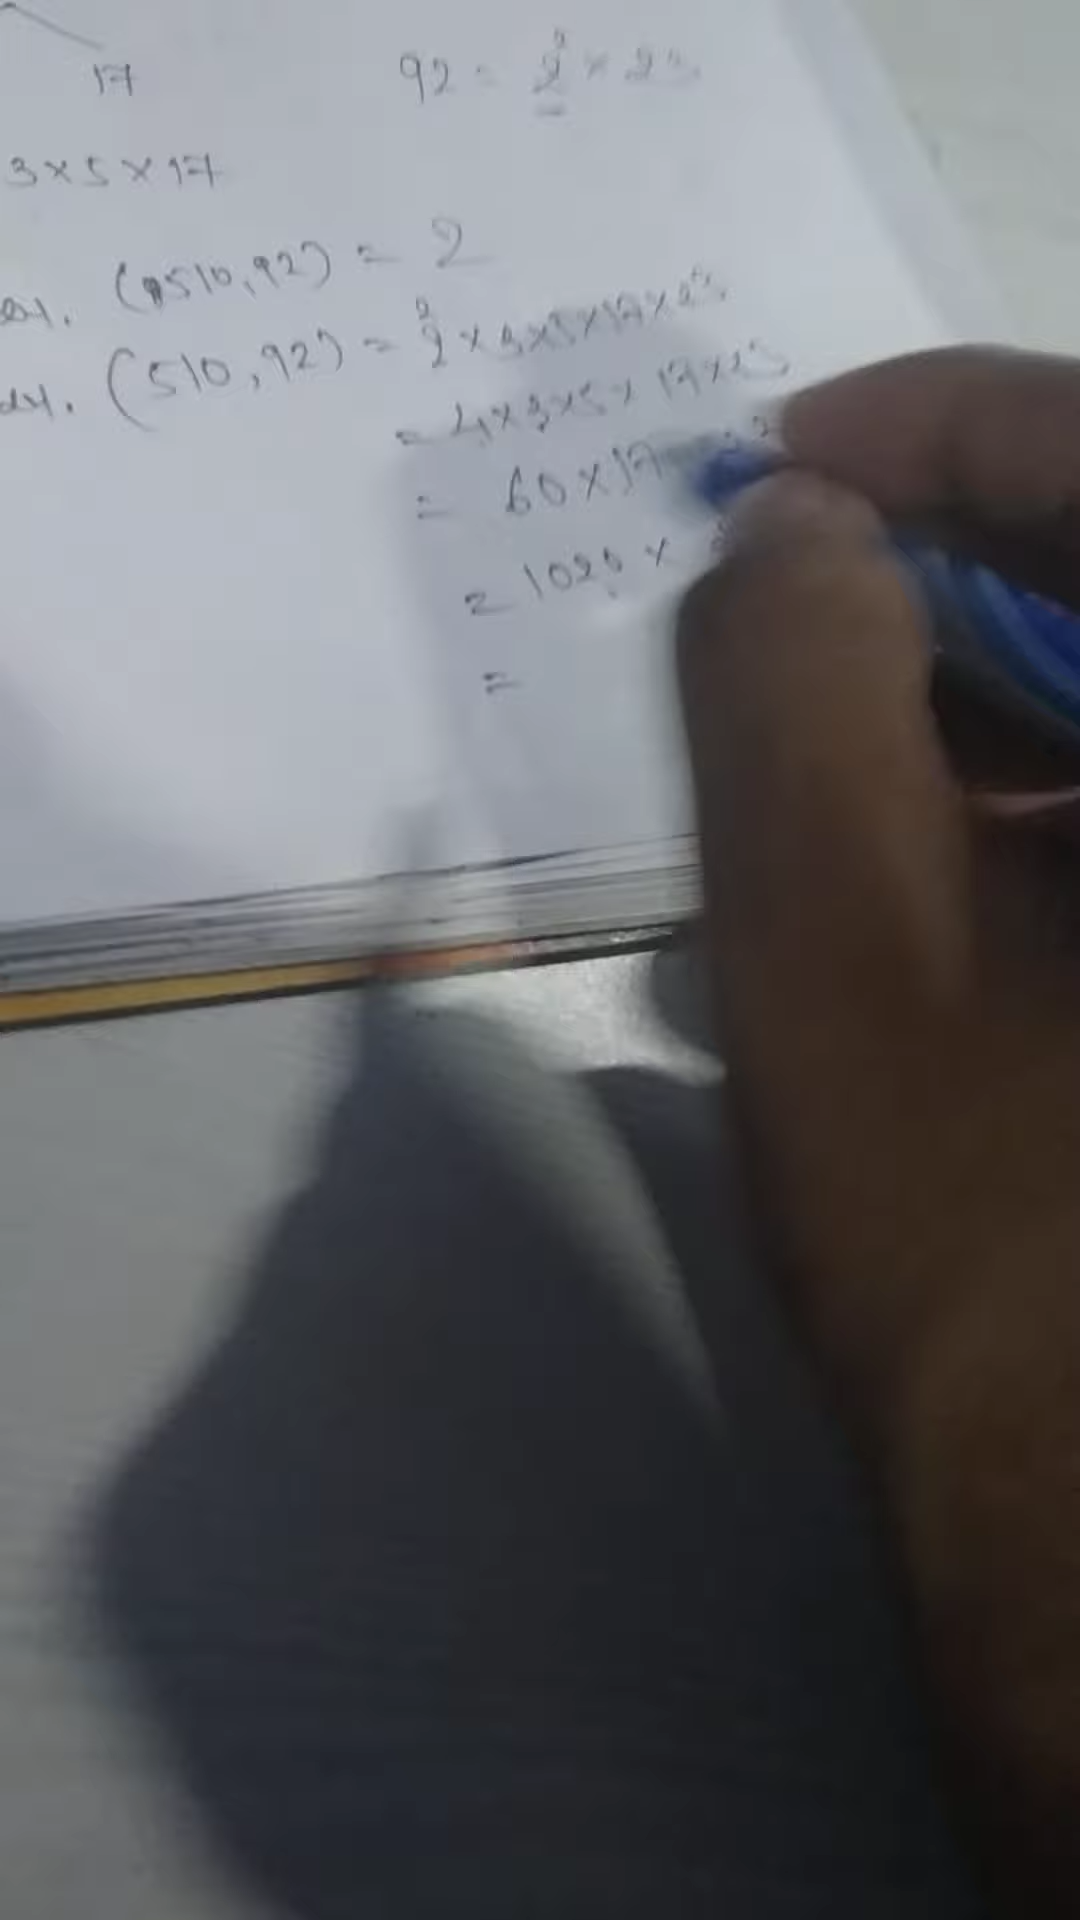 17
92 = 2² × 23
3×5×17
(510,92) = 2
(510,92) = 2² ×3×5×17×23
= 4×3×5×17×23
= 60×17
= 1020 ×
=